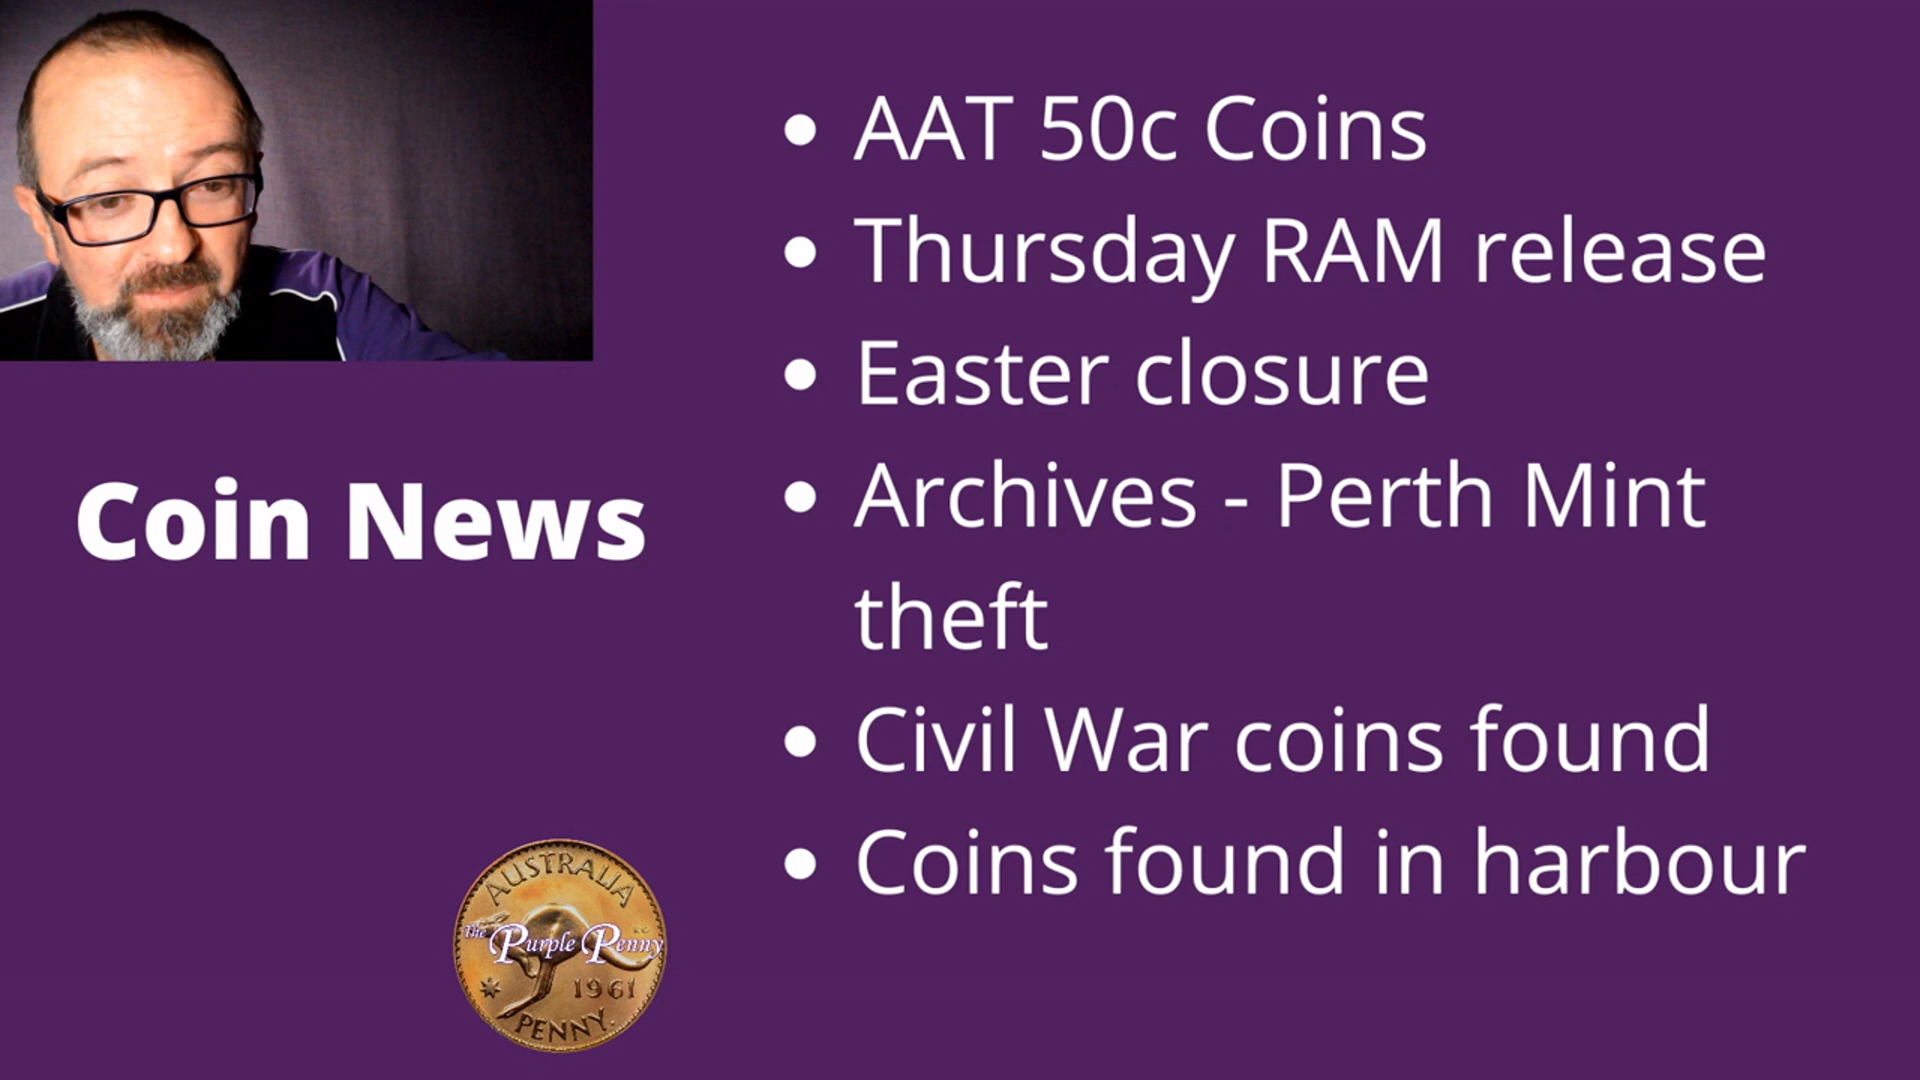 AAT 50c Coins
Thursday RAM release
Easter closure
Archives - Perth Mint
theft
Civil War coins found
Coins found in harbour
Coin News
AUSTRALIA
The Purple Penny
1961
PENNY.